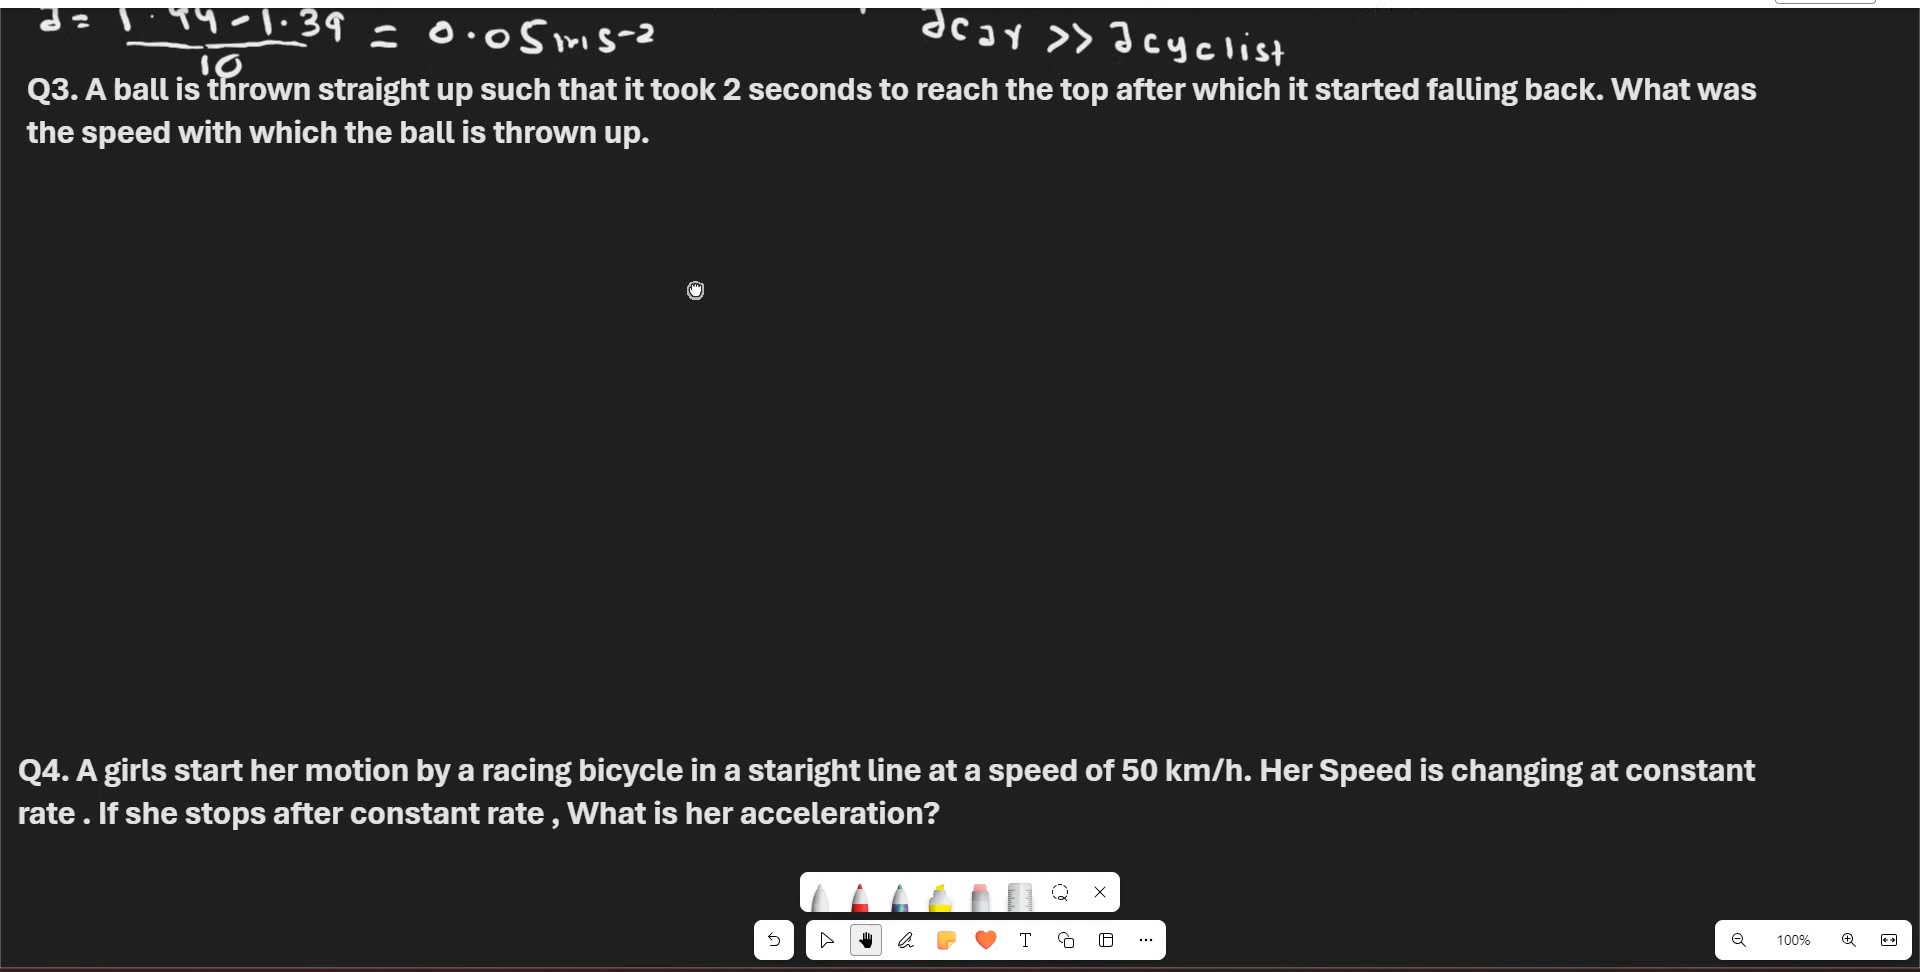 a = 1.44-1.39 = 0.05ms-2 acar >> acyclist
10
Q3. A ball is thrown straight up such that it took 2 seconds to reach the top after which it started falling back. What was
the speed with which the ball is thrown up.
Q4. A girls start her motion by a racing bicycle in a staright line at a speed of 50 km/h. Her Speed is changing at constant
rate . If she stops after constant rate , What is her acceleration?
100%